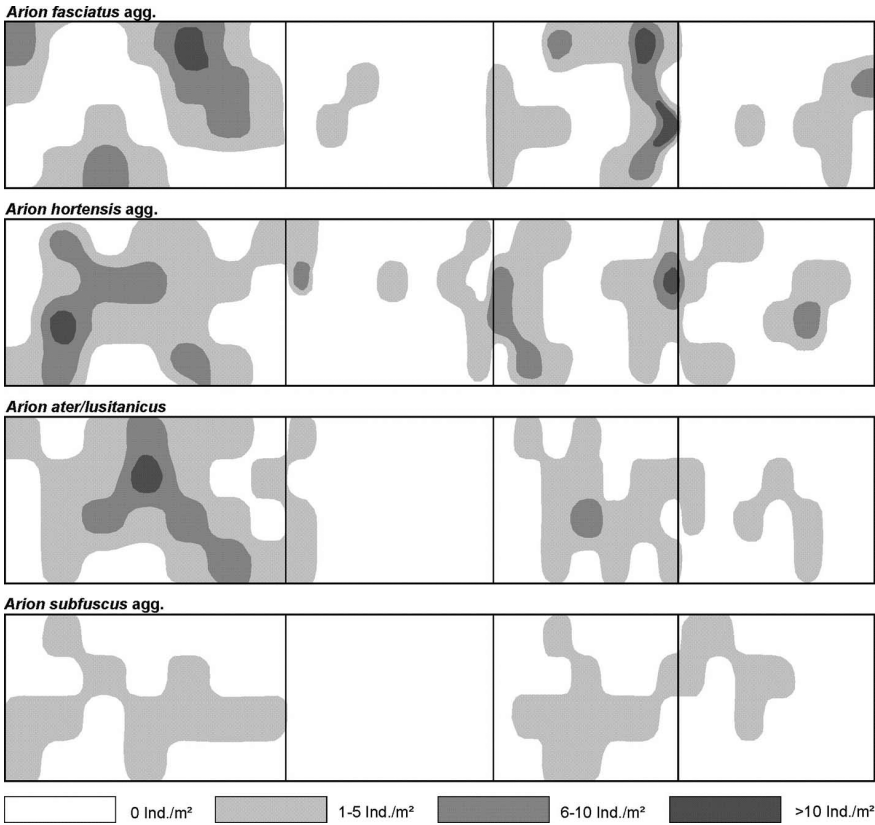 Arion fasciatus agg.
Arion hortensis agg.
Arion ater/lusitanicus
Arion subfuscus agg.
0 Ind./m² 1-5 Ind./m² 6-10 Ind./m² >10 Ind./m²